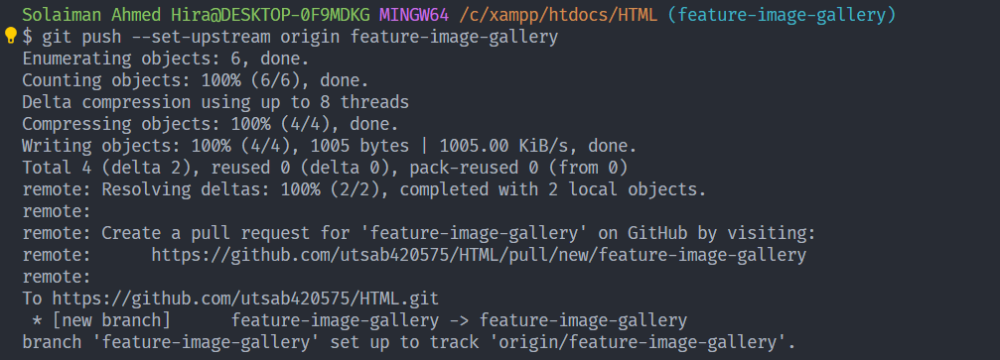 Solaiman Ahmed Hira@DESKTOP-0F9MDKG MINGW64 /c/xampp/htdocs/HTML (feature-image-gallery)
$ git push --set-upstream origin feature-image-gallery
Enumerating objects: 6, done.
Counting objects: 100% (6/6), done.
Delta compression using up to 8 threads
Compressing objects: 100% (4/4), done.
Writing objects: 100% (4/4), 1005 bytes | 1005.00 KiB/s, done.
Total 4 (delta 2), reused 0 (delta 0), pack-reused 0 (from 0)
remote: Resolving deltas: 100% (2/2), completed with 2 local objects.
remote:
remote: Create a pull request for 'feature-image-gallery' on GitHub by visiting:
remote:      https://github.com/utsab420575/HTML/pull/new/feature-image-gallery
remote:
To https://github.com/utsab420575/HTML.git
 * [new branch]      feature-image-gallery -> feature-image-gallery
branch 'feature-image-gallery' set up to track 'origin/feature-image-gallery'.